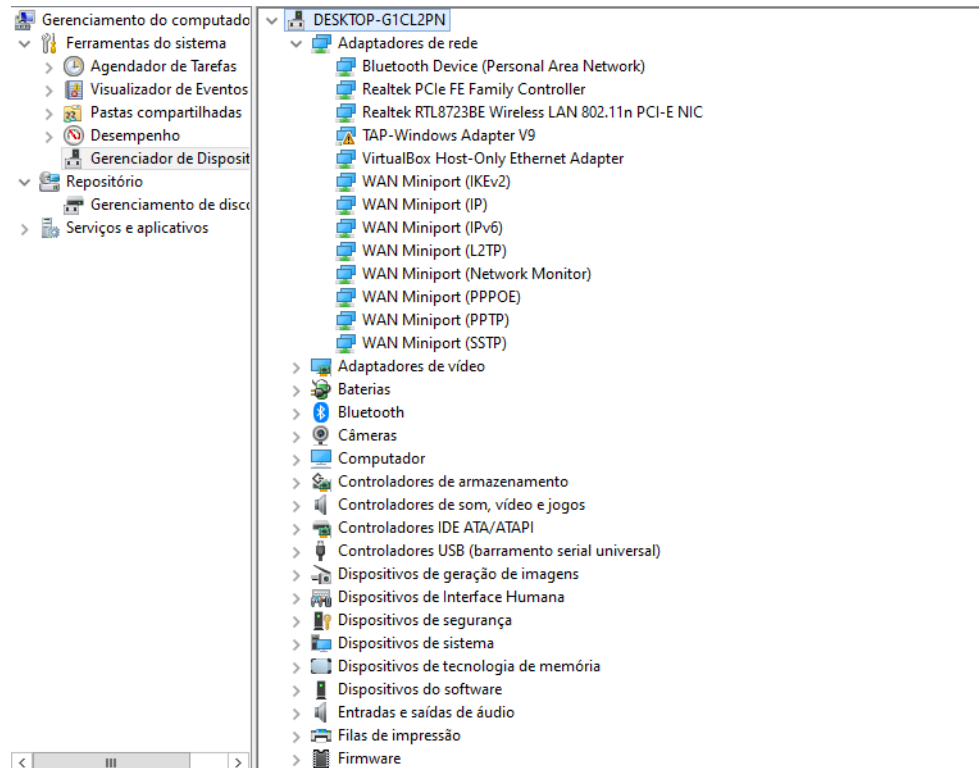 Gerenciamento do computado
Ferramentas do sistema
Agendador de Tarefas
Visualizador de Eventos
Pastas compartilhadas
Desempenho
Gerenciador de Disposit
Repositório
Gerenciamento de disco
Serviços e aplicativos
DESKTOP-G1CL2PN
Adaptadores de rede
Bluetooth Device (Personal Area Network)
Realtek PCIe FE Family Controller
Realtek RTL8723BE Wireless LAN 802.11n PCI-E NIC
TAP-Windows Adapter V9
VirtualBox Host-Only Ethernet Adapter
WAN Miniport (IKEv2)
WAN Miniport (IP)
WAN Miniport (IPv6)
WAN Miniport (L2TP)
WAN Miniport (Network Monitor)
WAN Miniport (PPPOE)
WAN Miniport (PPTP)
WAN Miniport (SSTP)
Adaptadores de vídeo
Baterias
Bluetooth
Câmeras
Computador
Controladores de armazenamento
Controladores de som, vídeo e jogos
Controladores IDE ATA/ATAPI
Controladores USB (barramento serial universal)
Dispositivos de geração de imagens
Dispositivos de Interface Humana
Dispositivos de segurança
Dispositivos de sistema
Dispositivos de tecnologia de memória
Dispositivos do software
Entradas e saídas de áudio
Filas de impressão
Firmware